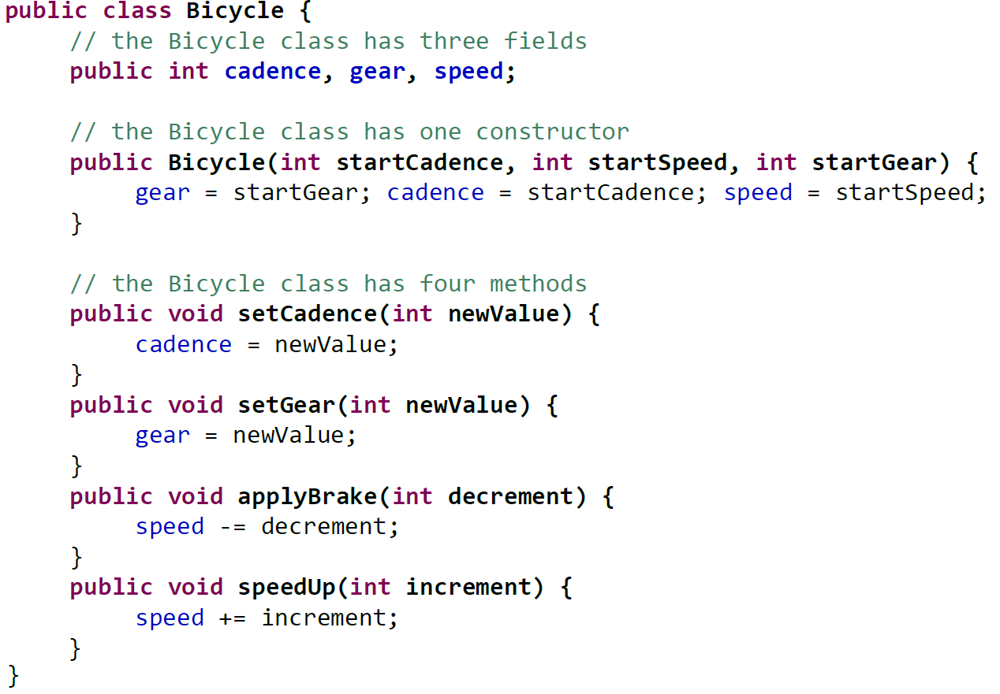 public class Bicycle {
// the Bicycle class has three fields
public int cadence, gear, speed;
// the Bicycle class has one constructor
public Bicycle(int startCadence, int startSpeed, int startGear) {
gear = startGear; cadence = startCadence; speed = startSpeed;
}
// the Bicycle class has four methods
public void setCadence(int newValue) {
cadence = newValue;
}
public void setGear(int newValue) {
gear = newValue;
}
public void applyBrake(int decrement) {
speed -= decrement;
}
public void speedUp(int increment) {
speed += increment;
}
}